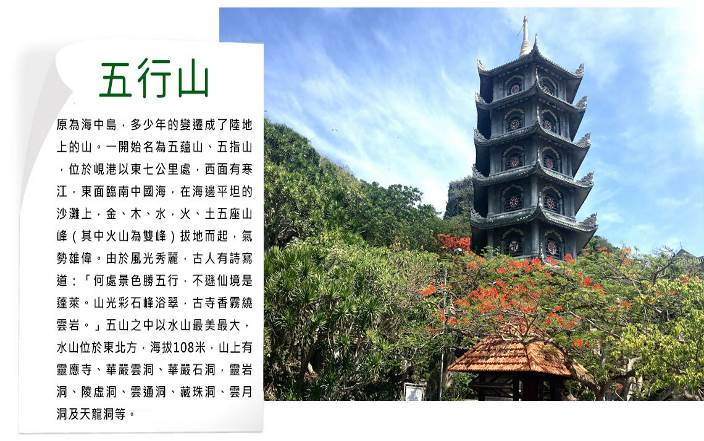 五行山
原為海中島，多少年的變遷成了陸地
上的山。一開始名為五蘊山、五指山
，位於峴港以東七公里處，西面有寒
江，東面臨南中國海，在海邊平坦的
沙灘上，金、木、水，火、土五座山
峰（其中火山為雙峰）拔地而起，氣
勢雄偉。由於風光秀麗，古人有詩寫
道：「何處景色勝五行，不遜仙境是
蓬萊。山光彩石峰浴翠，古寺香霧繞
雲岩。」五山之中以水山最美最大，
水山位於東北方，海拔108米，山上有
靈應寺、華嚴雲洞、華嚴石洞，靈岩
洞、陵虛洞、雲通洞、藏珠洞、雲月
洞及天龍洞等。